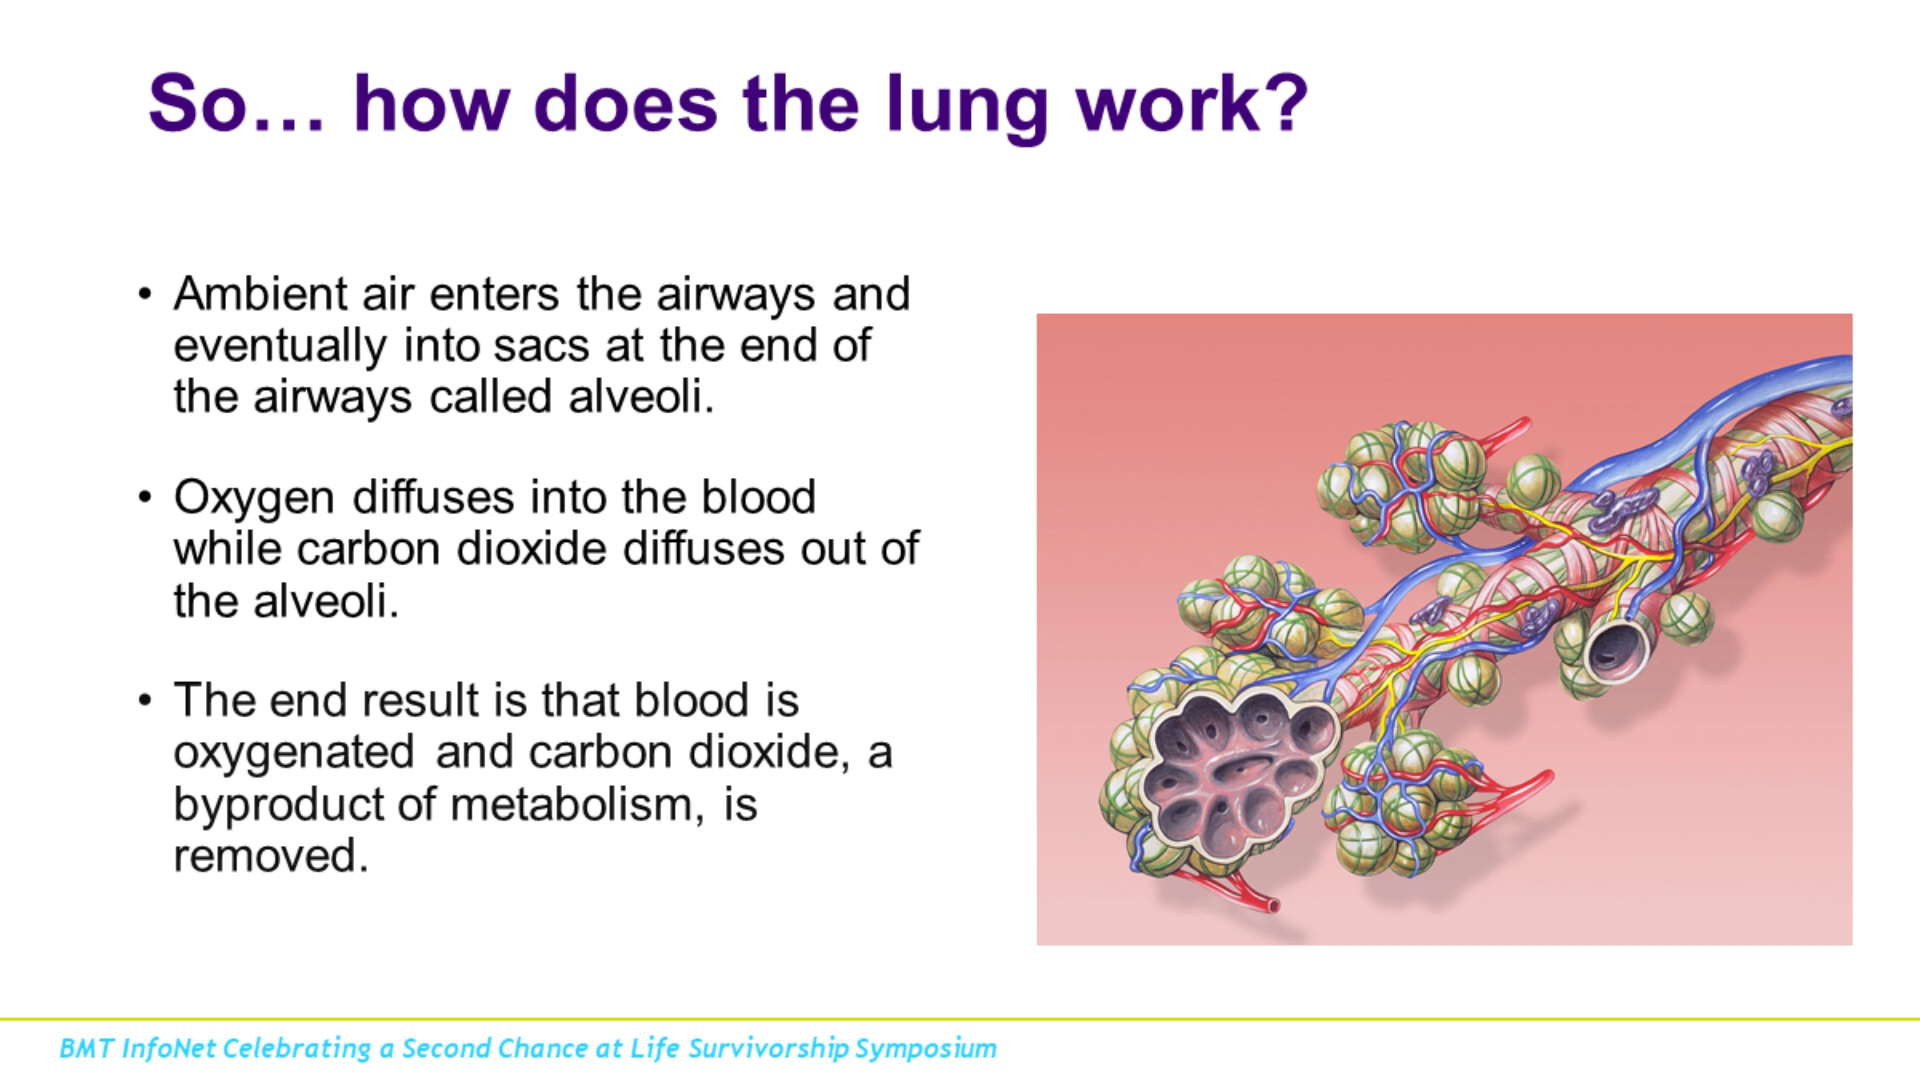 So… how does the lung work?
• Ambient air enters the airways and
eventually into sacs at the end of
the airways called alveoli.
• Oxygen diffuses into the blood
while carbon dioxide diffuses out of
the alveoli.
• The end result is that blood is
oxygenated and carbon dioxide, a
byproduct of metabolism, is
removed.
BMT InfoNet Celebrating a Second Chance at Life Survivorship Symposium